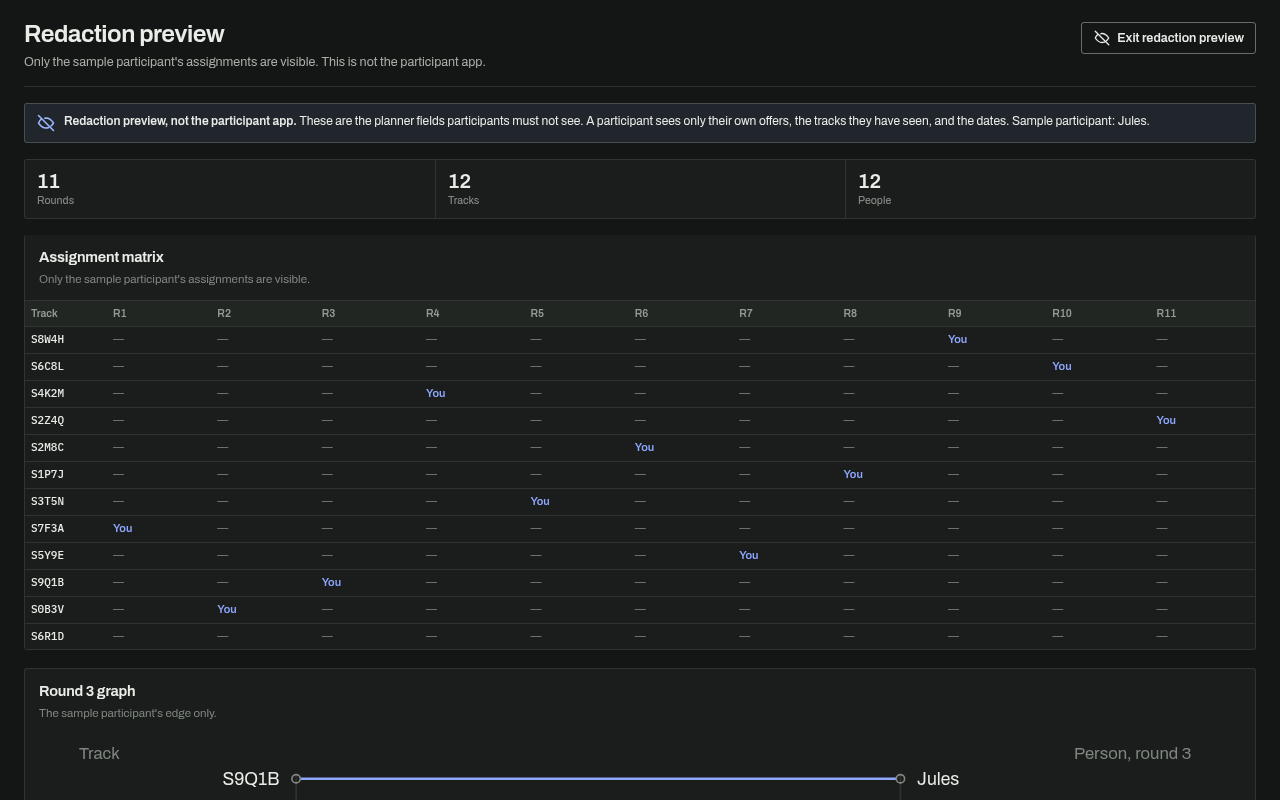 Redaction preview
Exit redaction preview
Only the sample participant's assignments are visible. This is not the participant app.
Redaction preview, not the participant app. These are the planner fields participants must not see. A participant sees only their own offers, the tracks they have seen, and the dates. Sample participant: Jules.
11 12 12
Rounds Tracks People
Assignment matrix
Only the sample participant's assignments are visible.
Track R1 R2 R3 R4 R5 R6 R7 R8 R9 R10 R11
S8W4H — — — — — — — — You — —
S6C8L — — — — — — — — — You —
S4K2M — — — You — — — — — — —
S2Z4Q — — — — — — — — — — You
S2M8C — — — — — You — — — — —
S1P7J — — — — — — — You — — —
S3T5N — — — — You — — — — — —
S7F3A You — — — — — — — — — —
S5Y9E — — — — — — You — — — —
S9Q1B — — You — — — — — — — —
S0B3V — You — — — — — — — — —
S6R1D — — — — — — — — — — —
Round 3 graph
The sample participant's edge only.
Track Person, round 3
S9Q1B Jules